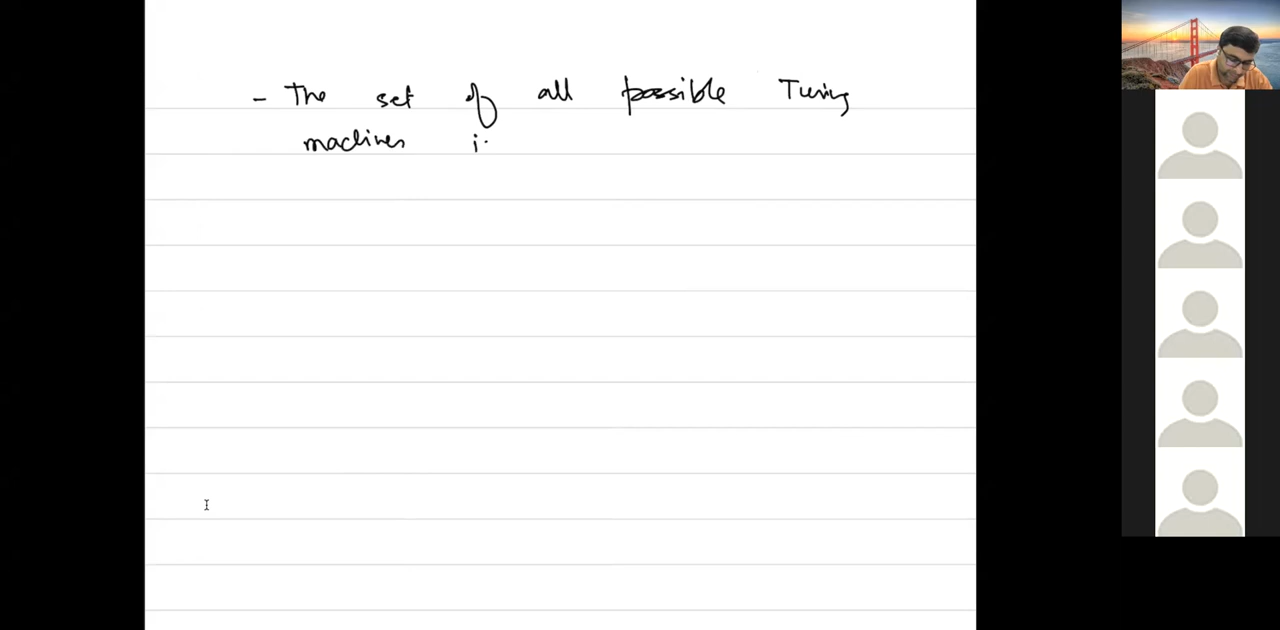 - The set of all possible Turing
machines i